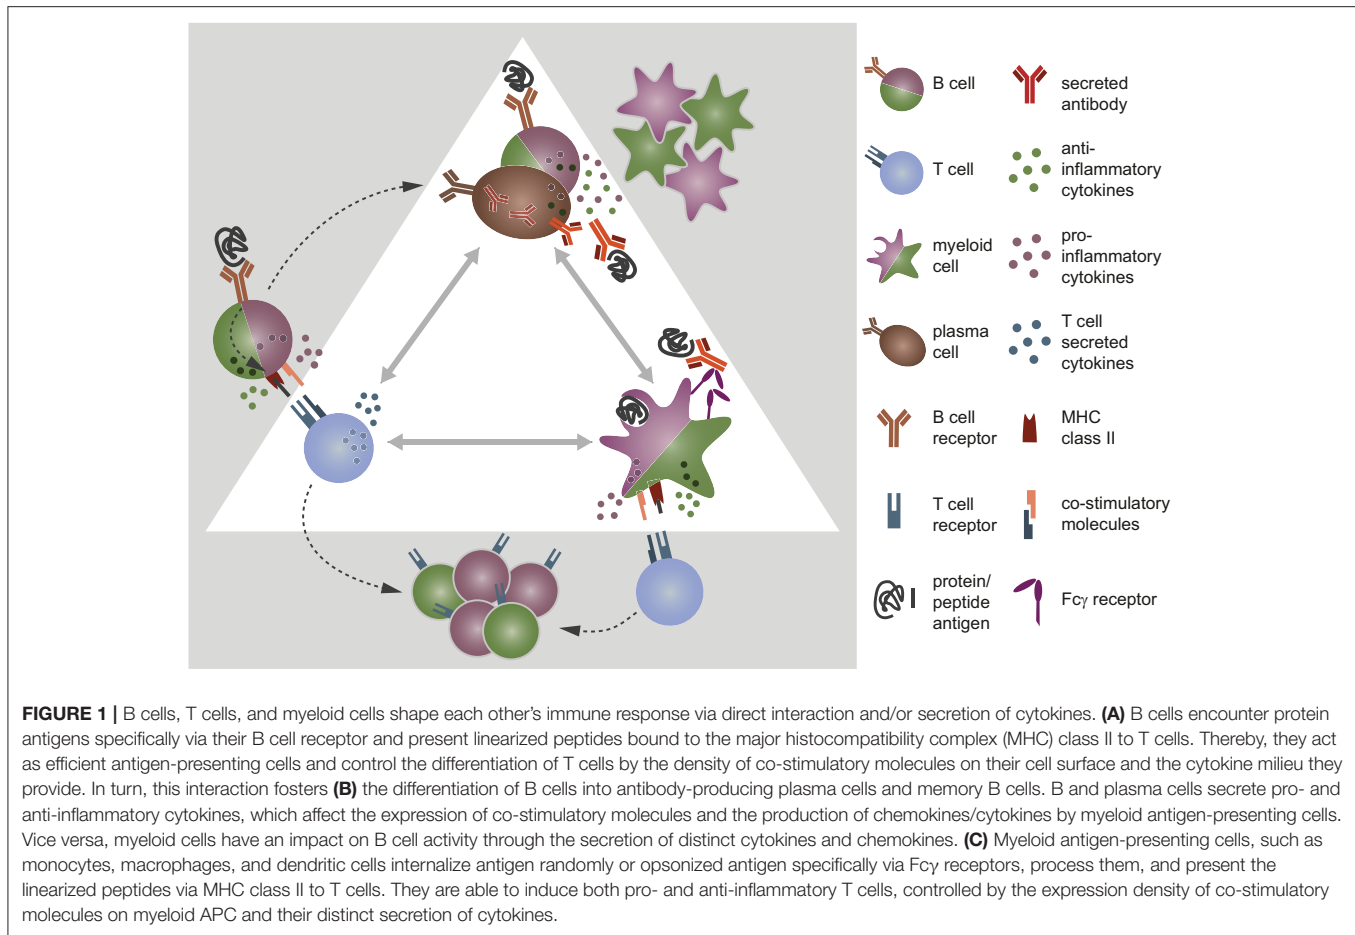 B cell
secreted
antibody
T cell
anti-
inflammatory
cytokines
myeloid
cell
pro-
inflammatory
cytokines
plasma
cell
T cell
secreted
cytokines
B cell
receptor
MHC
class II
T cell
receptor
co-stimulatory
molecules
protein/
peptide
antigen
Fcγ receptor
FIGURE 1 | B cells, T cells, and myeloid cells shape each other's immune response via direct interaction and/or secretion of cytokines. (A) B cells encounter protein
antigens specifically via their B cell receptor and present linearized peptides bound to the major histocompatibility complex (MHC) class II to T cells. Thereby, they act
as efficient antigen-presenting cells and control the differentiation of T cells by the density of co-stimulatory molecules on their cell surface and the cytokine milieu they
provide. In turn, this interaction fosters (B) the differentiation of B cells into antibody-producing plasma cells and memory B cells. B and plasma cells secrete pro- and
anti-inflammatory cytokines, which affect the expression of co-stimulatory molecules and the production of chemokines/cytokines by myeloid antigen-presenting cells.
Vice versa, myeloid cells have an impact on B cell activity through the secretion of distinct cytokines and chemokines. (C) Myeloid antigen-presenting cells, such as
monocytes, macrophages, and dendritic cells internalize antigen randomly or opsonized antigen specifically via Fcγ receptors, process them, and present the
linearized peptides via MHC class II to T cells. They are able to induce both pro- and anti-inflammatory T cells, controlled by the expression density of co-stimulatory
molecules on myeloid APC and their distinct secretion of cytokines.